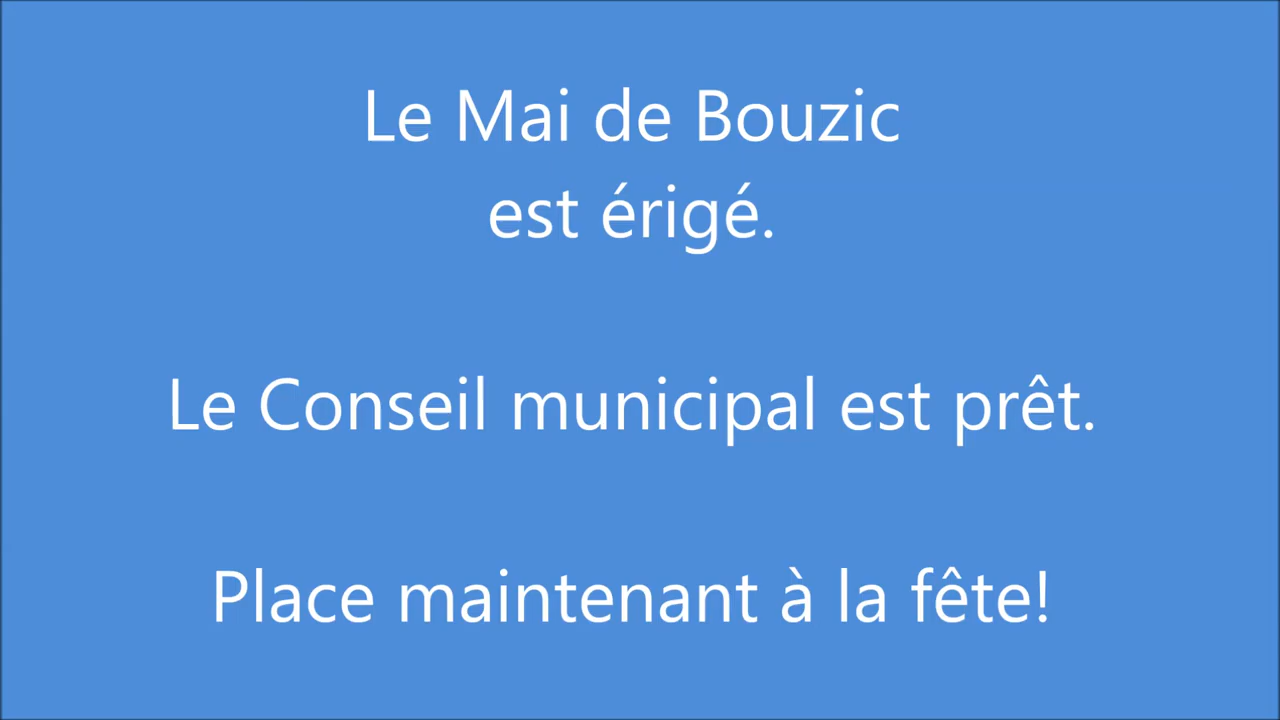 Le Mai de Bouzic
est érigé.
Le Conseil municipal est prêt.
Place maintenant à la fête!